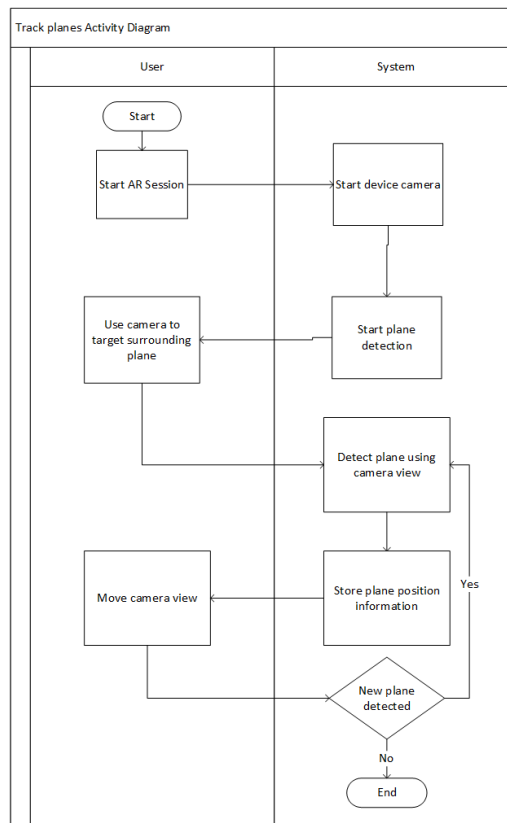 Track planes Activity Diagram
User
System
Start
Start AR Session
Start device camera
Use camera to
target surrounding
plane
Start plane
detection
Detect plane using
camera view
Move camera view
Store plane position
information
Yes
New plane
detected
No
End